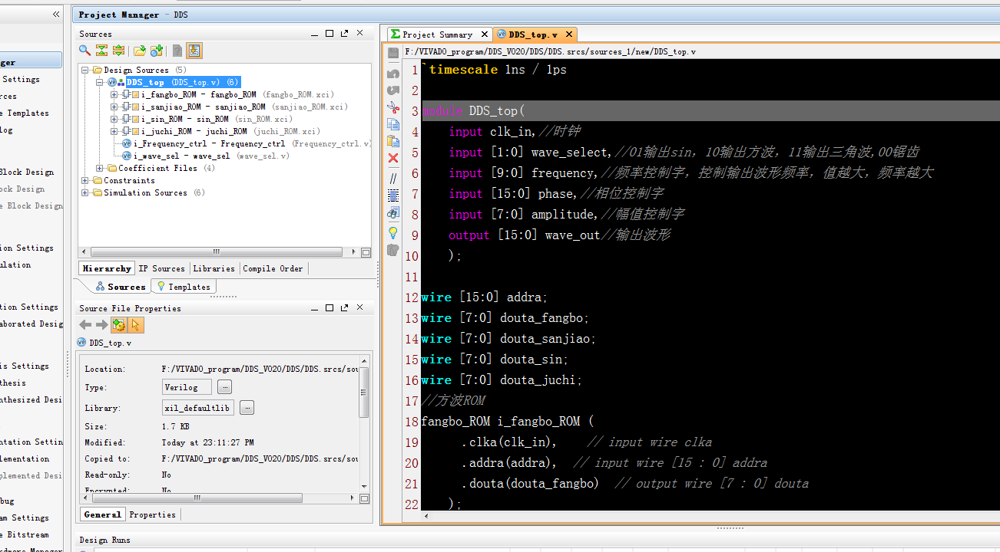 Project Manager - DDS
ger
Settings
rces
e Templates
log
Block Design
ock Design
e Block Design
ion Settings
ulation
tion Settings
aborated Desig
is Settings
thesis
nthesized Desi
ntation Settin
lementation
plemented Desi
bug
am Settings
e Bitstream
rdware Manager
Sources
Design Sources (5)
DDS_top (DDS_top.v) (6)
i_fangbo_ROM - fangbo_ROM (fangbo_ROM.xci)
i_sanjiao_ROM - sanjiao_ROM (sanjiao_ROM.xci)
i_sin_ROM - sin_ROM (sin_ROM.xci)
i_juchi_ROM - juchi_ROM (juchi_ROM.xci)
i_Frequency_ctrl - Frequency_ctrl (Frequency_ctrl.v)
i_wave_sel - wave_sel (wave_sel.v)
Coefficient Files (4)
Constraints
Simulation Sources (6)
Hierarchy IP Sources Libraries Compile Order
Sources Templates
Source File Properties
DDS_top.v
Location: F:/VIVADO_program/DDS_V020/DDS/DDS.srcs/sou
Type: Verilog ...
Library: xil_defaultlib ...
Size: 1.7 KB
Modified: Today at 23:11:27 PM
Copied to: F:/VIVADO_program/DDS_V020/DDS/DDS.srcs/sou
Read-only: No
Encrypted: No
General Properties
Design Runs
Project Summary × DDS_top.v ×
F:/VIVADO_program/DDS_V020/DDS/DDS.srcs/sources_1/new/DDS_top.v
1 `timescale 1ns / 1ps
2
3 module DDS_top(
4 input clk_in,//时钟
5 input [1:0] wave_select,//01输出sin，10输出方波，11输出三角波,00锯齿
6 input [9:0] frequency,//频率控制字，控制输出波形频率，值越大，频率越大
7 input [15:0] phase,//相位控制字
8 input [7:0] amplitude,//幅值控制字
9 output [15:0] wave_out//输出波形
10 );
11
12 wire [15:0] addra;
13 wire [7:0] douta_fangbo;
14 wire [7:0] douta_sanjiao;
15 wire [7:0] douta_sin;
16 wire [7:0] douta_juchi;
17 //方波ROM
18 fangbo_ROM i_fangbo_ROM (
19 .clka(clk_in), // input wire clka
20 .addra(addra), // input wire [15 : 0] addra
21 .douta(douta_fangbo) // output wire [7 : 0] douta
22 );